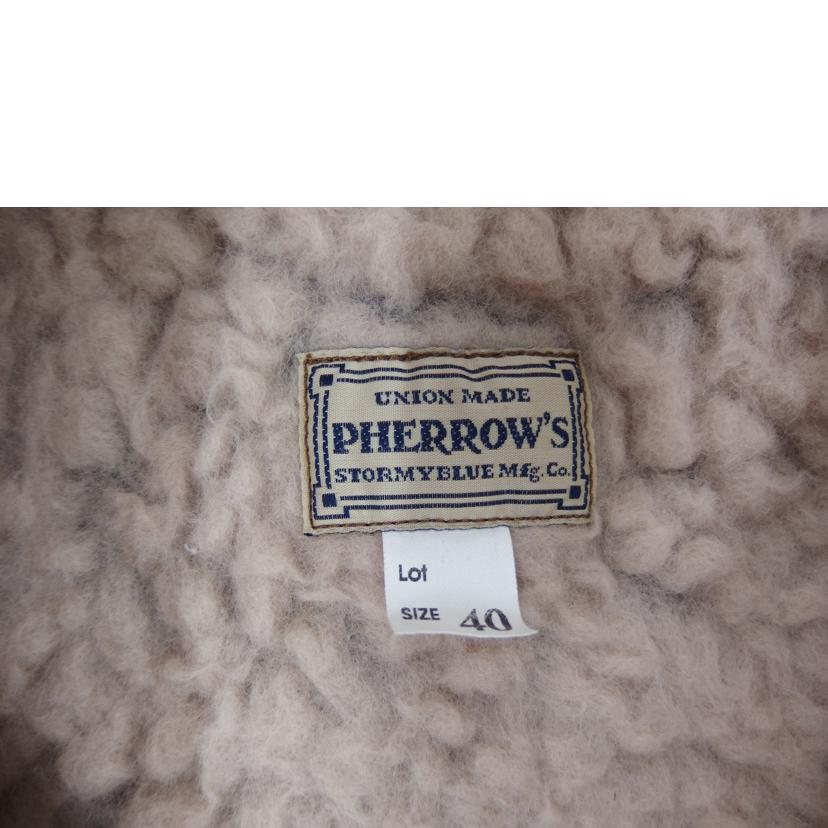 UNION MADE
PHERROW'S
STORMYBLUE Mfg. Co.
Lot
SIZE 40